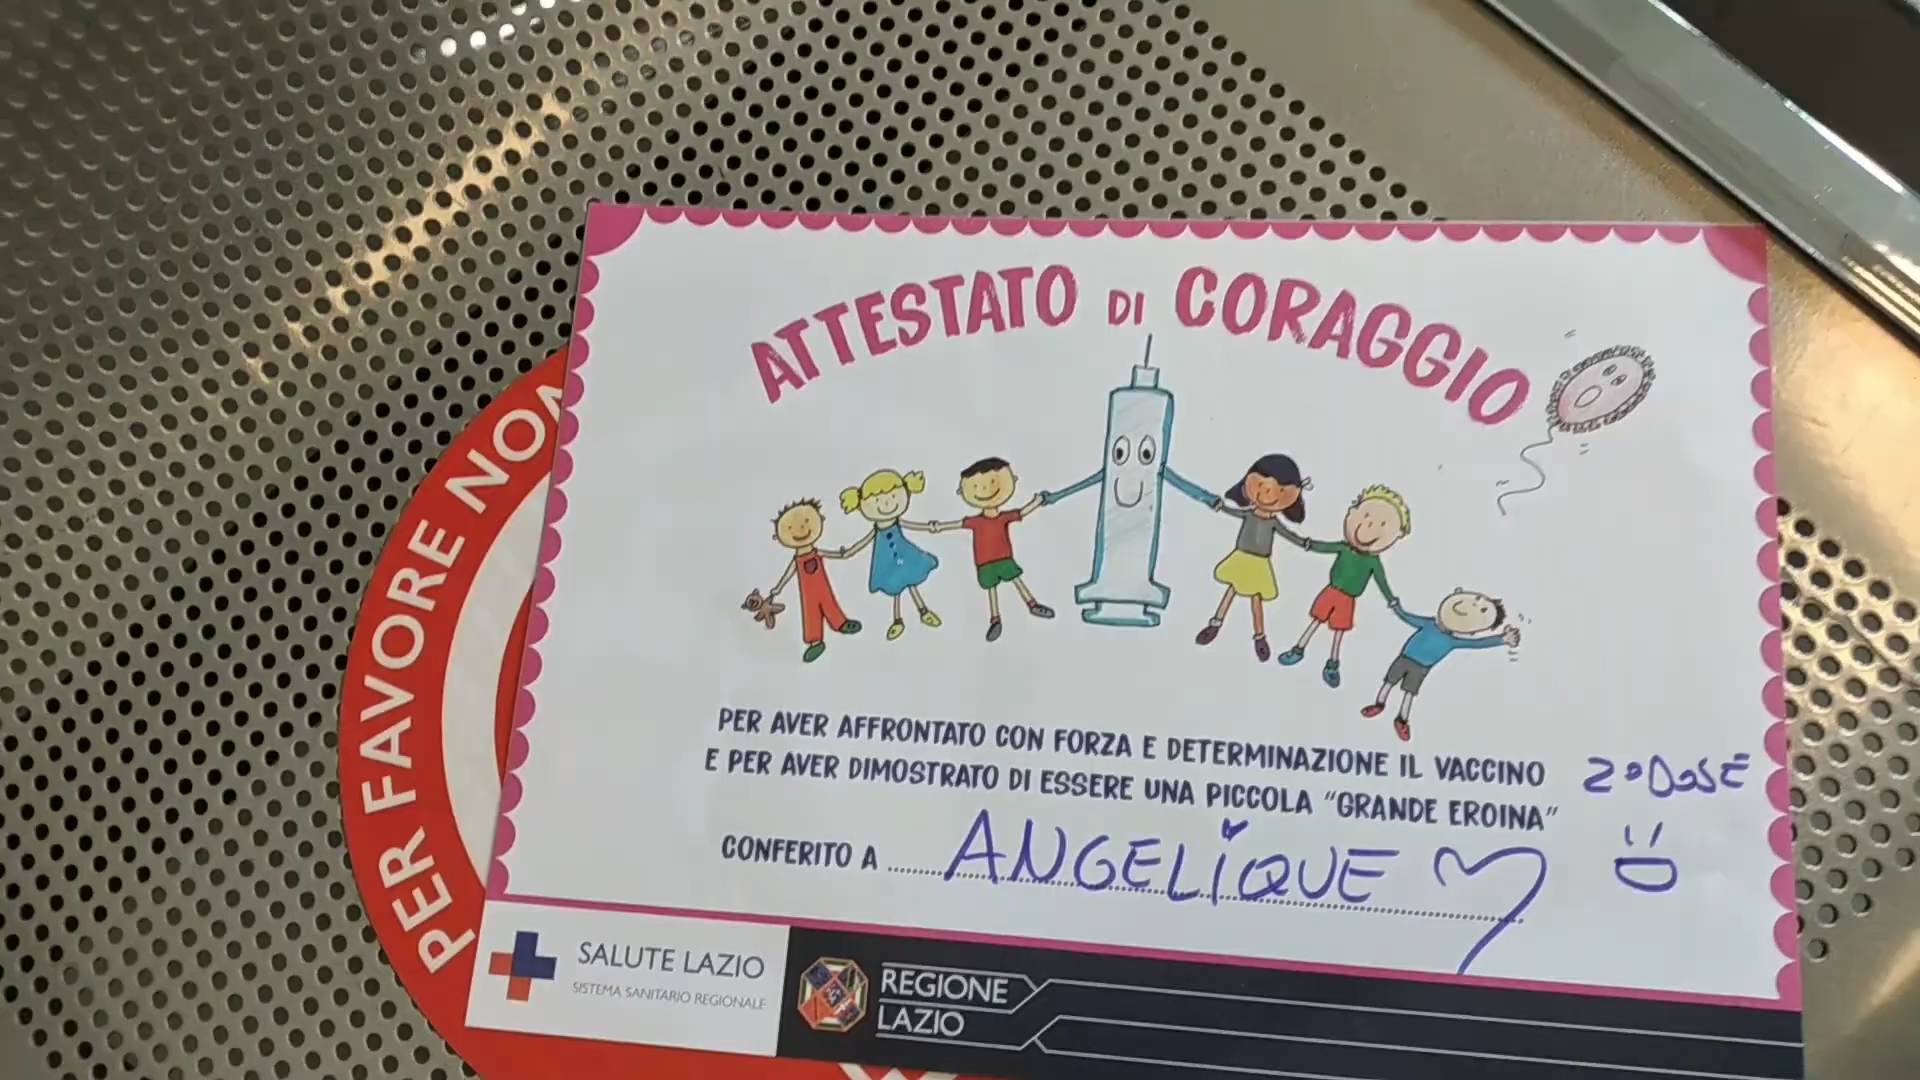 PER FAVORE NON
ATTESTATO DI CORAGGIO
PER AVER AFFRONTATO CON FORZA E DETERMINAZIONE IL VACCINO 2° DOSE
E PER AVER DIMOSTRATO DI ESSERE UNA PICCOLA "GRANDE EROINA"
CONFERITO A ANGELIQUE
SALUTE LAZIO
SISTEMA SANITARIO REGIONALE
REGIONE
LAZIO